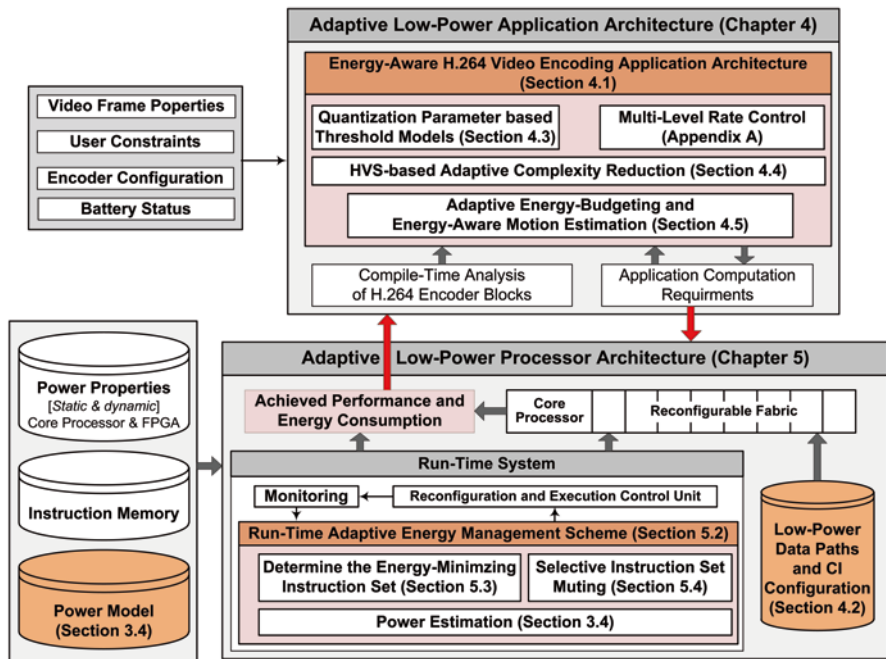 Adaptive Low-Power Application Architecture (Chapter 4)
Energy-Aware H.264 Video Encoding Application Architecture
(Section 4.1)
Quantization Parameter based
Threshold Models (Section 4.3)
Multi-Level Rate Control
(Appendix A)
HVS-based Adaptive Complexity Reduction (Section 4.4)
Adaptive Energy-Budgeting and
Energy-Aware Motion Estimation (Section 4.5)
Compile-Time Analysis
of H.264 Encoder Blocks
Application Computation
Requirments
Video Frame Poperties
User Constraints
Encoder Configuration
Battery Status
Adaptive Low-Power Processor Architecture (Chapter 5)
Power Properties
[Static & dynamic]
Core Processor & FPGA
Instruction Memory
Power Model
(Section 3.4)
Achieved Performance and
Energy Consumption
Core
Processor
Reconfigurable Fabric
Run-Time System
Monitoring
Reconfiguration and Execution Control Unit
Run-Time Adaptive Energy Management Scheme (Section 5.2)
Determine the Energy-Minimzing
Instruction Set (Section 5.3)
Selective Instruction Set
Muting (Section 5.4)
Power Estimation (Section 3.4)
Low-Power
Data Paths
and CI
Configuration
(Section 4.2)